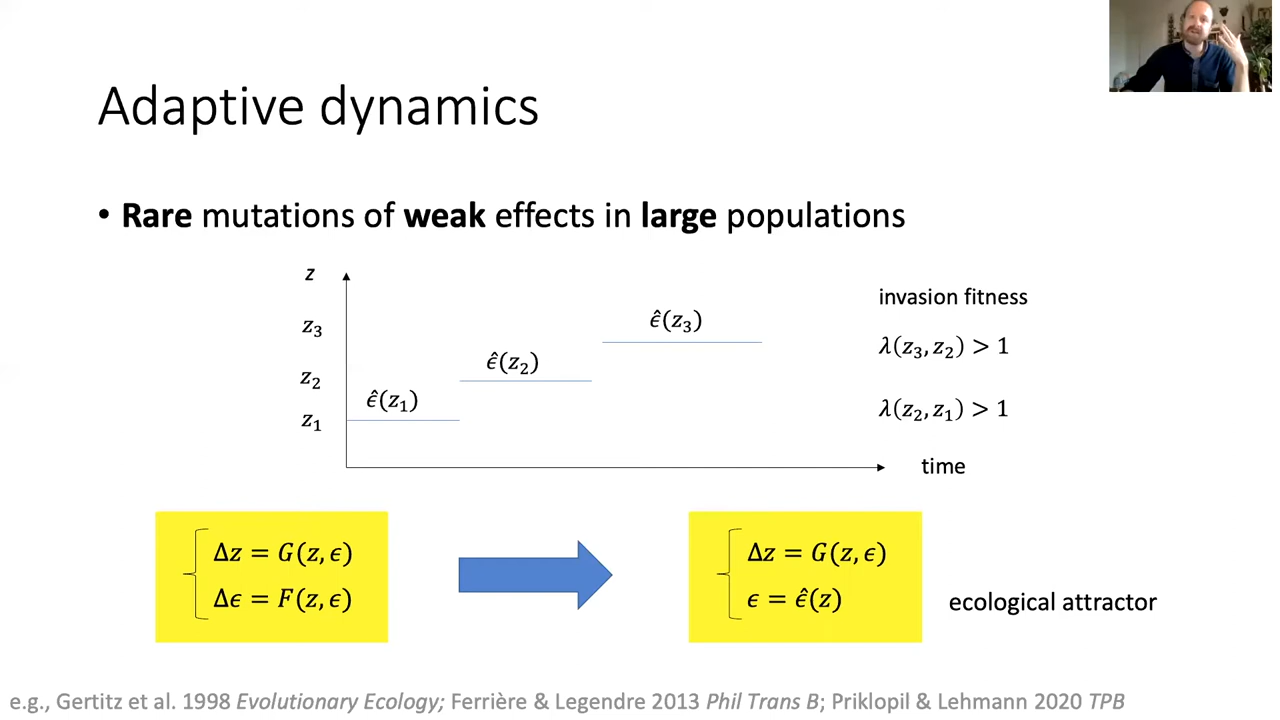 Adaptive dynamics
• Rare mutations of weak effects in large populations
z
z₃
z₂
z₁
ϵ̂(z₁)
ϵ̂(z₂)
ϵ̂(z₃)
time
invasion fitness
λ(z₃, z₂) > 1
λ(z₂, z₁) > 1
Δz = G(z, ϵ)
Δϵ = F(z, ϵ)
Δz = G(z, ϵ)
ϵ = ϵ̂(z)
ecological attractor
e.g., Gertitz et al. 1998 Evolutionary Ecology; Ferrière & Legendre 2013 Phil Trans B; Priklopil & Lehmann 2020 TPB